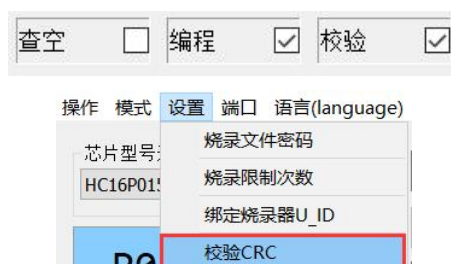 查空 编程 校验
操作 模式 设置 端口 语言(language)
芯片型号
烧录文件密码
HC16P015
烧录限制次数
绑定烧录器U_ID
校验CRC